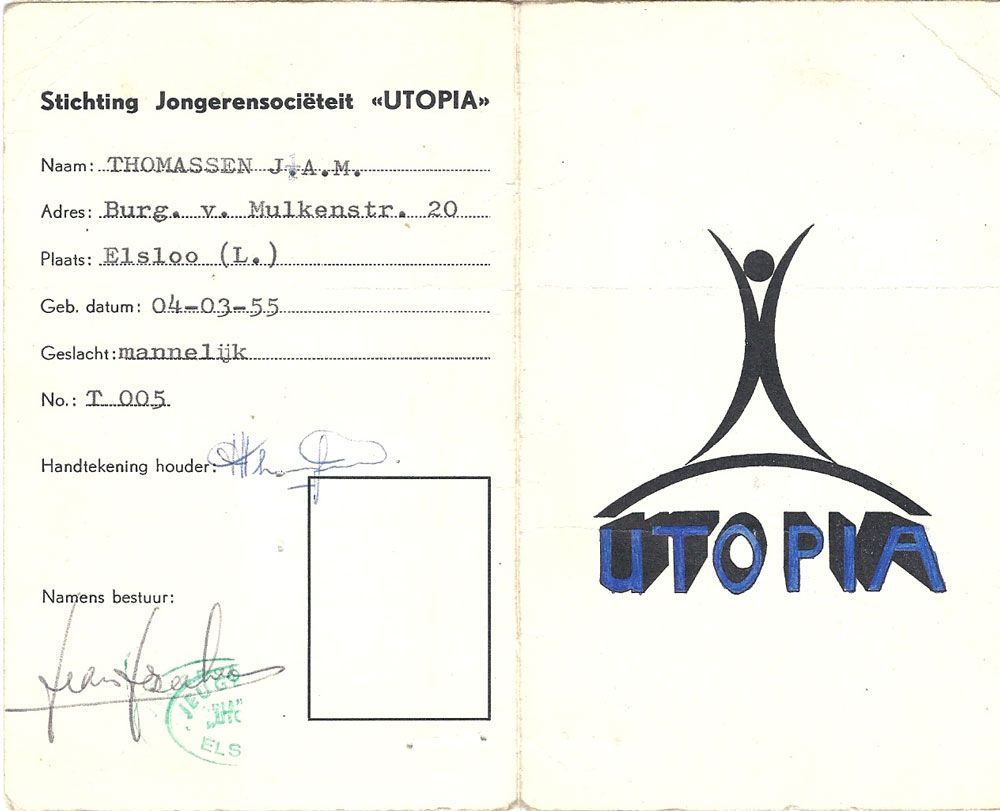 Stichting Jongerensociëteit «UTOPIA»
Naam: THOMASSEN J.A.M.
Adres: Burg. v. Mulkenstr. 20
Plaats: Elsloo (L.)
Geb. datum: 04-03-55
Geslacht: mannelijk
No.: T 005
Handtekening houder:
Namens bestuur:
ELS
UTOPIA